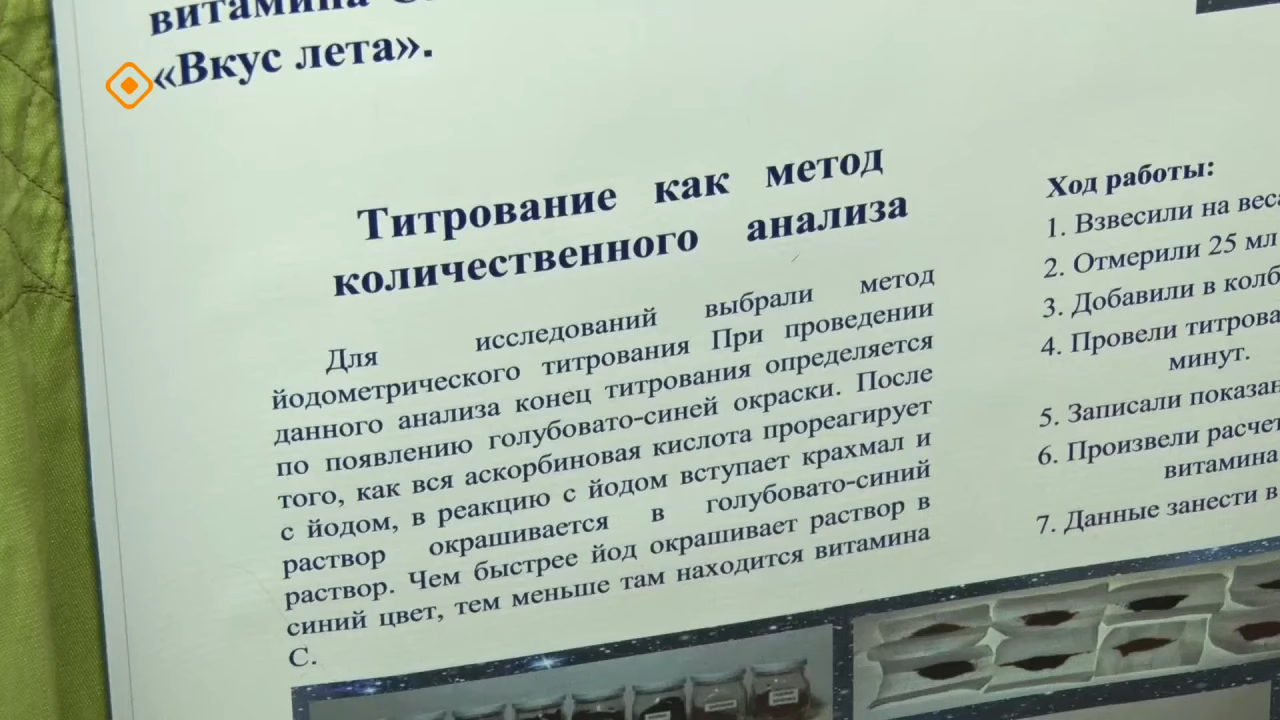 витамина
«Вкус лета».
Титрование как метод
количественного анализа
Для исследований выбрали метод
йодометрического титрования При проведении
данного анализа конец титрования определяется
по появлению голубовато-синей окраски. После
того, как вся аскорбиновая кислота прореагирует
с йодом, в реакцию с йодом вступает крахмал и
раствор окрашивается в голубовато-синий
раствор. Чем быстрее йод окрашивает раствор в
синий цвет, тем меньше там находится витамина
С.
Ход работы:
1. Взвесили на
2. Отмерили 25 мл
3. Добавили в
4. Провели
минут.
5. Записали
6. Произвели
витамина
7. Данные занести в